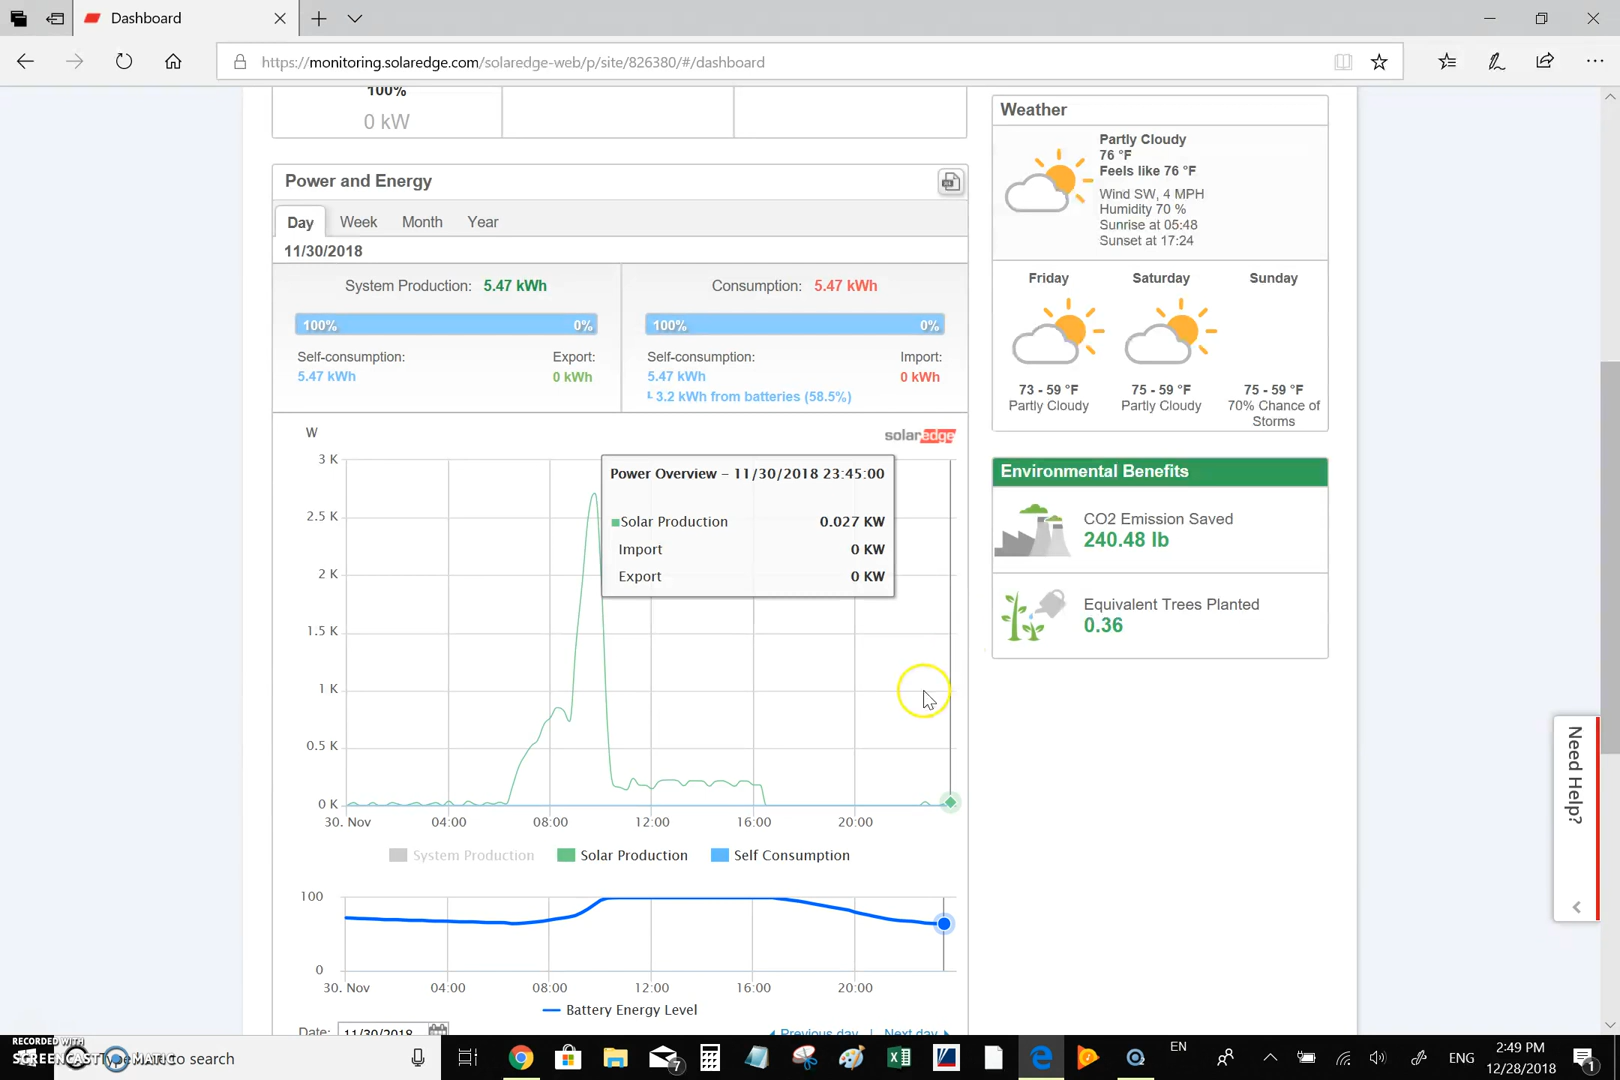 Dashboard
https://monitoring.solaredge.com/solaredge-web/p/site/826380/#/dashboard
100%
0 kW
Power and Energy
Day Week Month Year
11/30/2018
System Production: 5.47 kWh
100% 0%
Self-consumption: Export:
5.47 kWh 0 kWh
Consumption: 5.47 kWh
100% 0%
Self-consumption: Import:
5.47 kWh 0 kWh
3.2 kWh from batteries (58.5%)
W
solaredge
3 K
2.5 K
2 K
1.5 K
1 K
0.5 K
0 K
Power Overview - 11/30/2018 23:45:00
Solar Production 0.027 KW
Import 0 KW
Export 0 KW
30. Nov 04:00 08:00 12:00 16:00 20:00
System Production Solar Production Self Consumption
100
0
30. Nov 04:00 08:00 12:00 16:00 20:00
Battery Energy Level
Date: 11/30/2018 Previous day | Next day
Weather
Partly Cloudy
76 °F
Feels like 76 °F
Wind SW, 4 MPH
Humidity 70 %
Sunrise at 05:48
Sunset at 17:24
Friday Saturday Sunday
73 - 59 °F 75 - 59 °F 75 - 59 °F
Partly Cloudy Partly Cloudy 70% Chance of
Storms
Environmental Benefits
CO2 Emission Saved
240.48 lb
Equivalent Trees Planted
0.36
Need Help?
RECORDED WITH
SCREENCAST MATIC
to search
7
EN
ENG
2:49 PM
12/28/2018
1